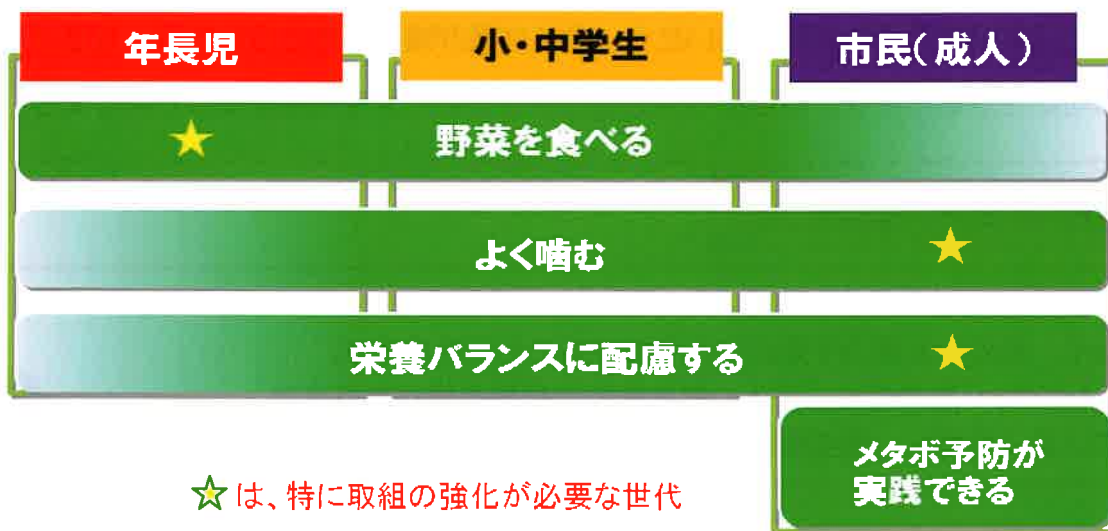 年長児
小・中学生
市民(成人)
野菜を食べる
よく噛む
栄養バランスに配慮する
メタボ予防が
実践できる
は、特に取組の強化が必要な世代